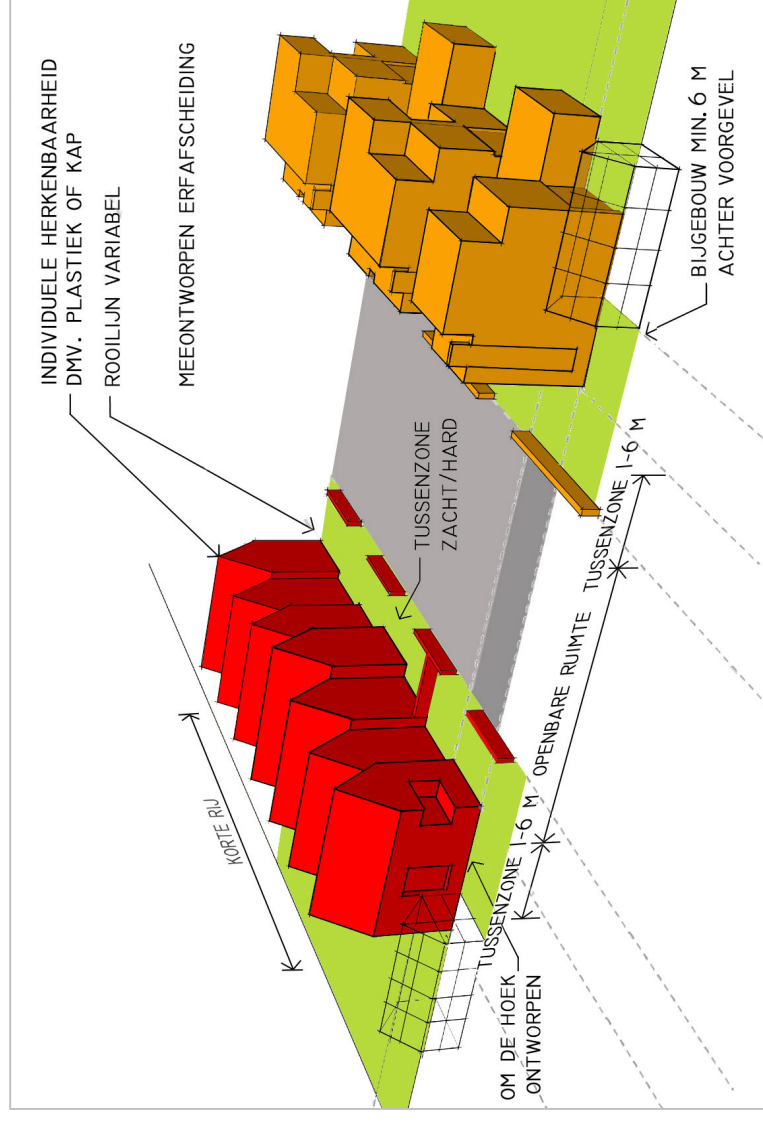 INDIVIDUELE HERKENBAARHEID
DMV. PLASTIEK OF KAP
ROOILIJN VARIABEL
MEEONTWORPEN ERFAFSCHEIDING
KORTE RIJ
TUSSENZONE
ZACHT/HARD
TUSSENZONE 1-6 M
OPENBARE RUIMTE
TUSSENZONE 1-6 M
OM DE HOEK
ONTWORPEN
BIJGEBOUW MIN. 6 M
ACHTER VOORGEVEL